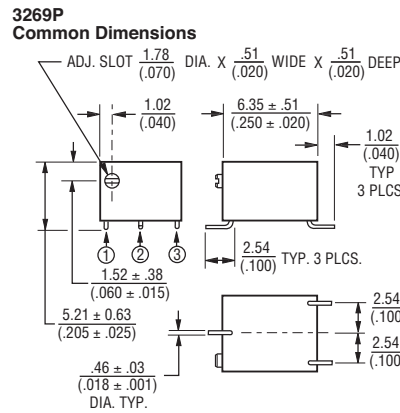 3269P
Common Dimensions
ADJ. SLOT 1.78 (.070) DIA. X .51 (.020) WIDE X .51 (.020) DEEP
1.02
(.040)
6.35 ± .51
(.250 ± .020)
1.02
(.040)
TYP
3 PLCS.
1
2
3
2.54
(.100)
TYP. 3 PLCS.
1.52 ± .38
(.060 ± .015)
5.21 ± 0.63
(.205 ± .025)
2.54
(.100
2.54
(.100
.46 ± .03
(.018 ± .001)
DIA. TYP.